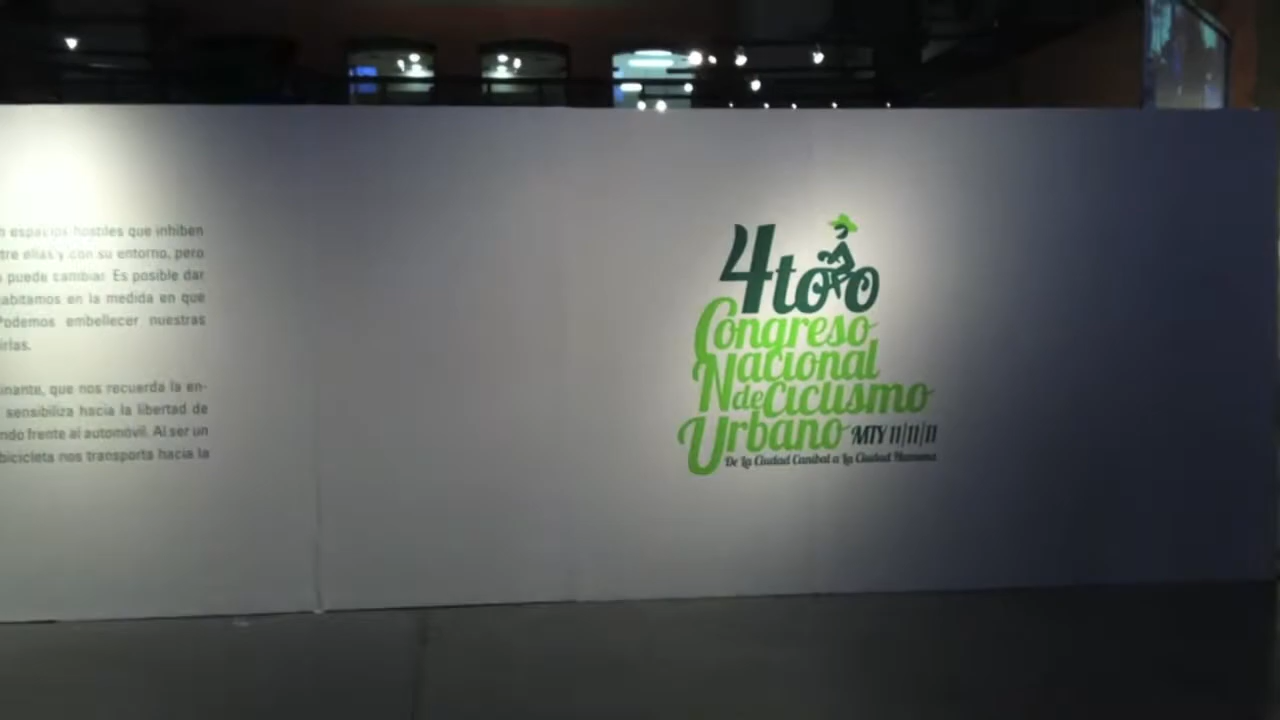 espacios hostiles que inhiben
tre ellas y con su entorno, pero
puede cambiar. Es posible dar
abitamos en la medida en que
Podemos embellecer nuestras
irlas.
inante, que nos recuerda la en-
sensibiliza hacia la libertad de
ndo frente al automóvil. Al ser un
bicicleta nos transporta hacia la
4to
Congreso
Nacional
de Ciclismo
Urbano MTY 11|11|11
De La Ciudad Caníbal a La Ciudad Humana